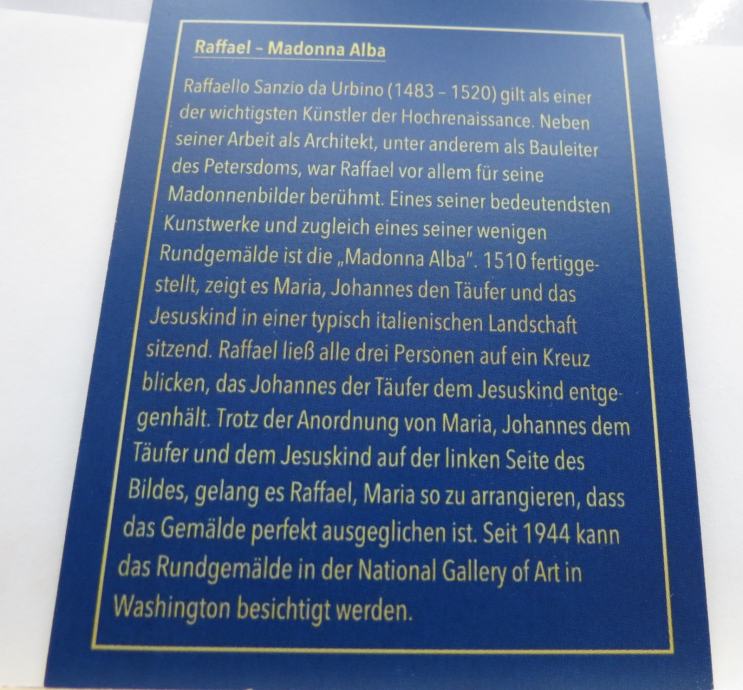 Raffael – Madonna Alba
Raffaello Sanzio da Urbino (1483 – 1520) gilt als einer
der wichtigsten Künstler der Hochrenaissance. Neben
seiner Arbeit als Architekt, unter anderem als Bauleiter
des Petersdoms, war Raffael vor allem für seine
Madonnenbilder berühmt. Eines seiner bedeutendsten
Kunstwerke und zugleich eines seiner wenigen
Rundgemälde ist die „Madonna Alba“. 1510 fertigge-
stellt, zeigt es Maria, Johannes den Täufer und das
Jesuskind in einer typisch italienischen Landschaft
sitzend. Raffael ließ alle drei Personen auf ein Kreuz
blicken, das Johannes der Täufer dem Jesuskind entge-
genhält. Trotz der Anordnung von Maria, Johannes dem
Täufer und dem Jesuskind auf der linken Seite des
Bildes, gelang es Raffael, Maria so zu arrangieren, dass
das Gemälde perfekt ausgeglichen ist. Seit 1944 kann
das Rundgemälde in der National Gallery of Art in
Washington besichtigt werden.